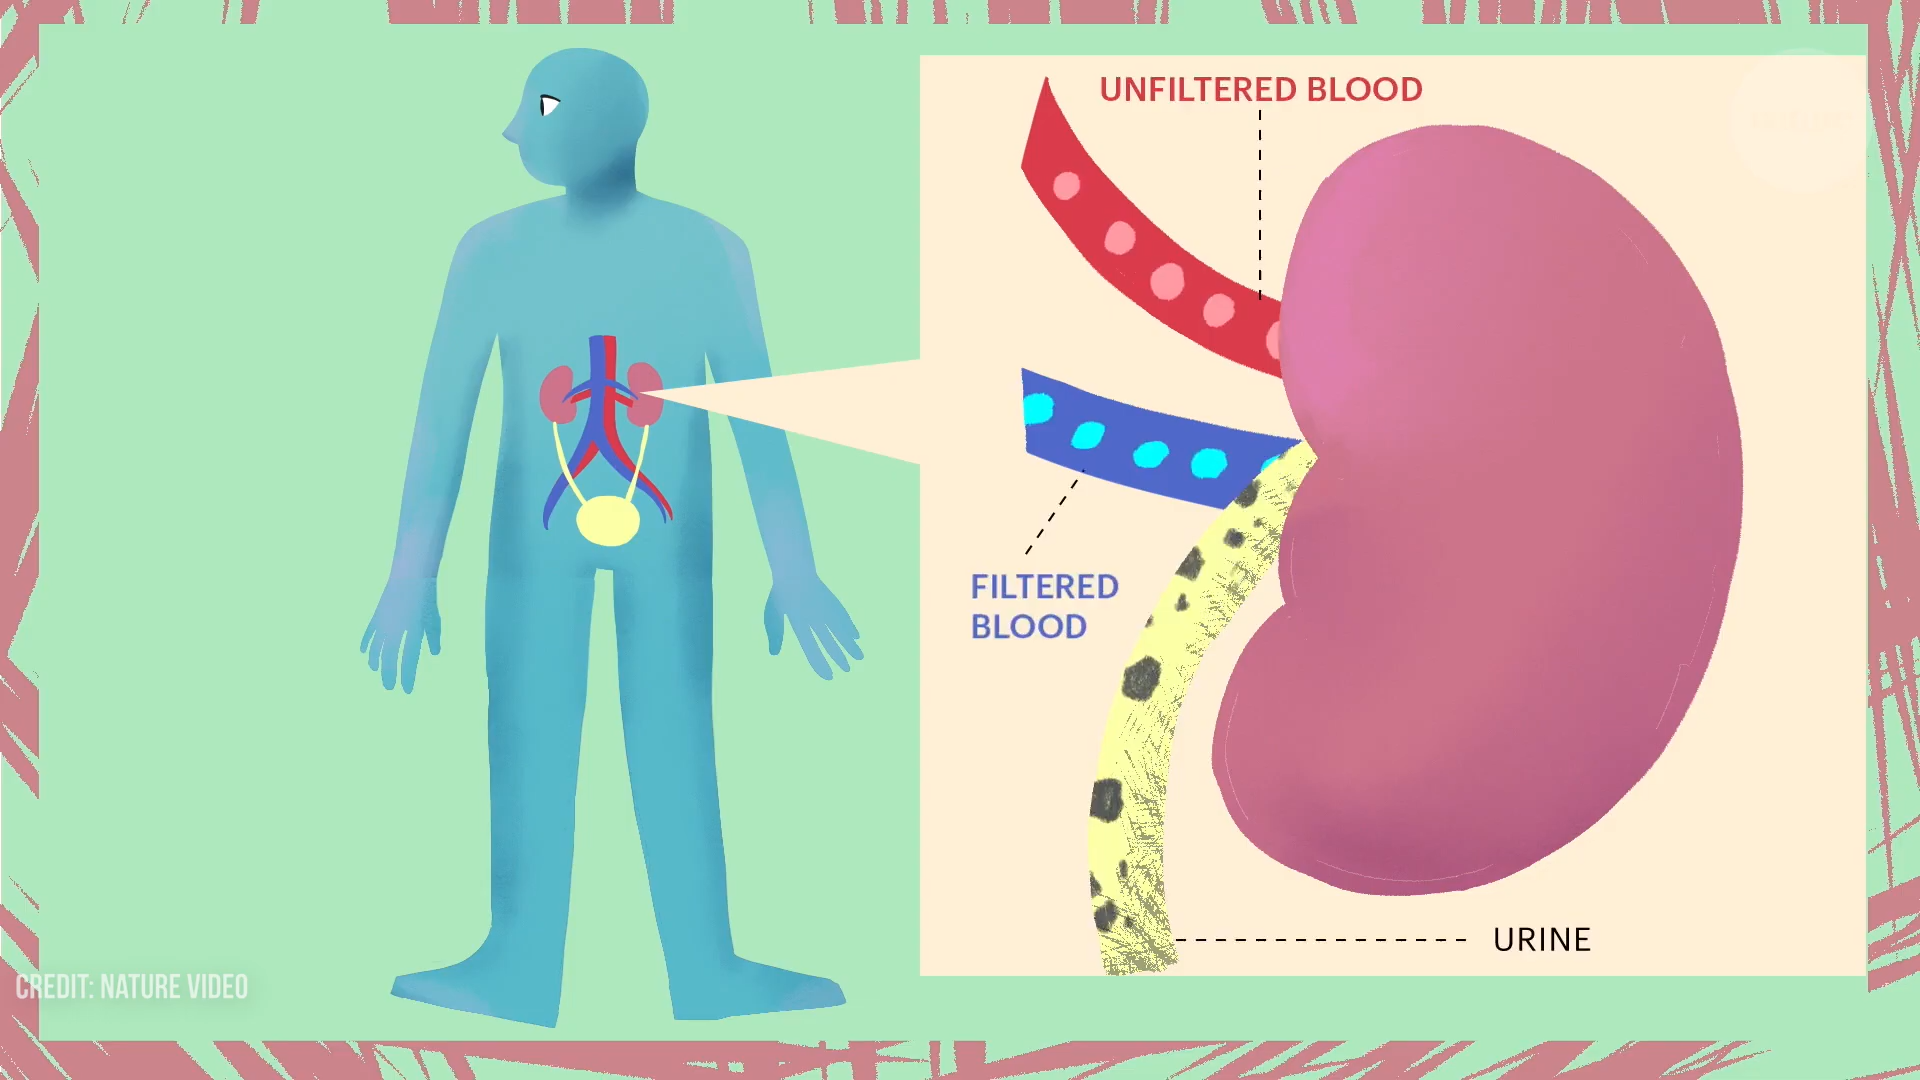 UNFILTERED BLOOD
FILTERED
BLOOD
URINE
CREDIT: NATURE VIDEO